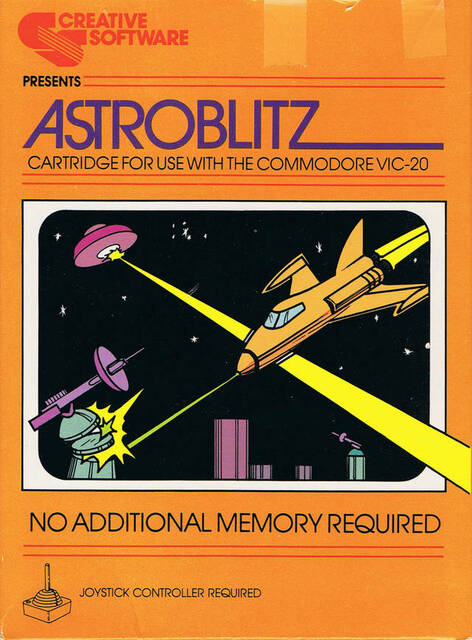 CREATIVE
SOFTWARE
PRESENTS
ASTROBLITZ
CARTRIDGE FOR USE WITH THE COMMODORE VIC-20
NO ADDITIONAL MEMORY REQUIRED
JOYSTICK CONTROLLER REQUIRED